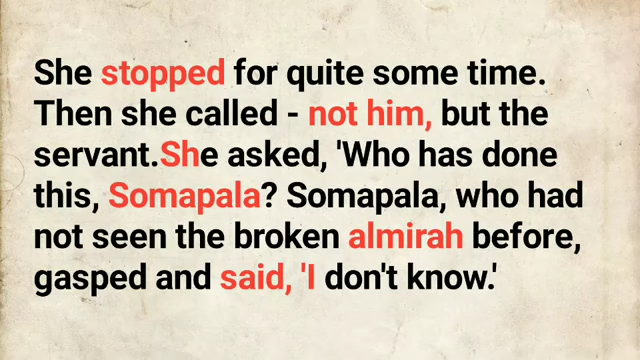 She stopped for quite some time.
Then she called - not him, but the
servant.She asked, 'Who has done
this, Somapala? Somapala, who had
not seen the broken almirah before,
gasped and said, 'I don't know.'